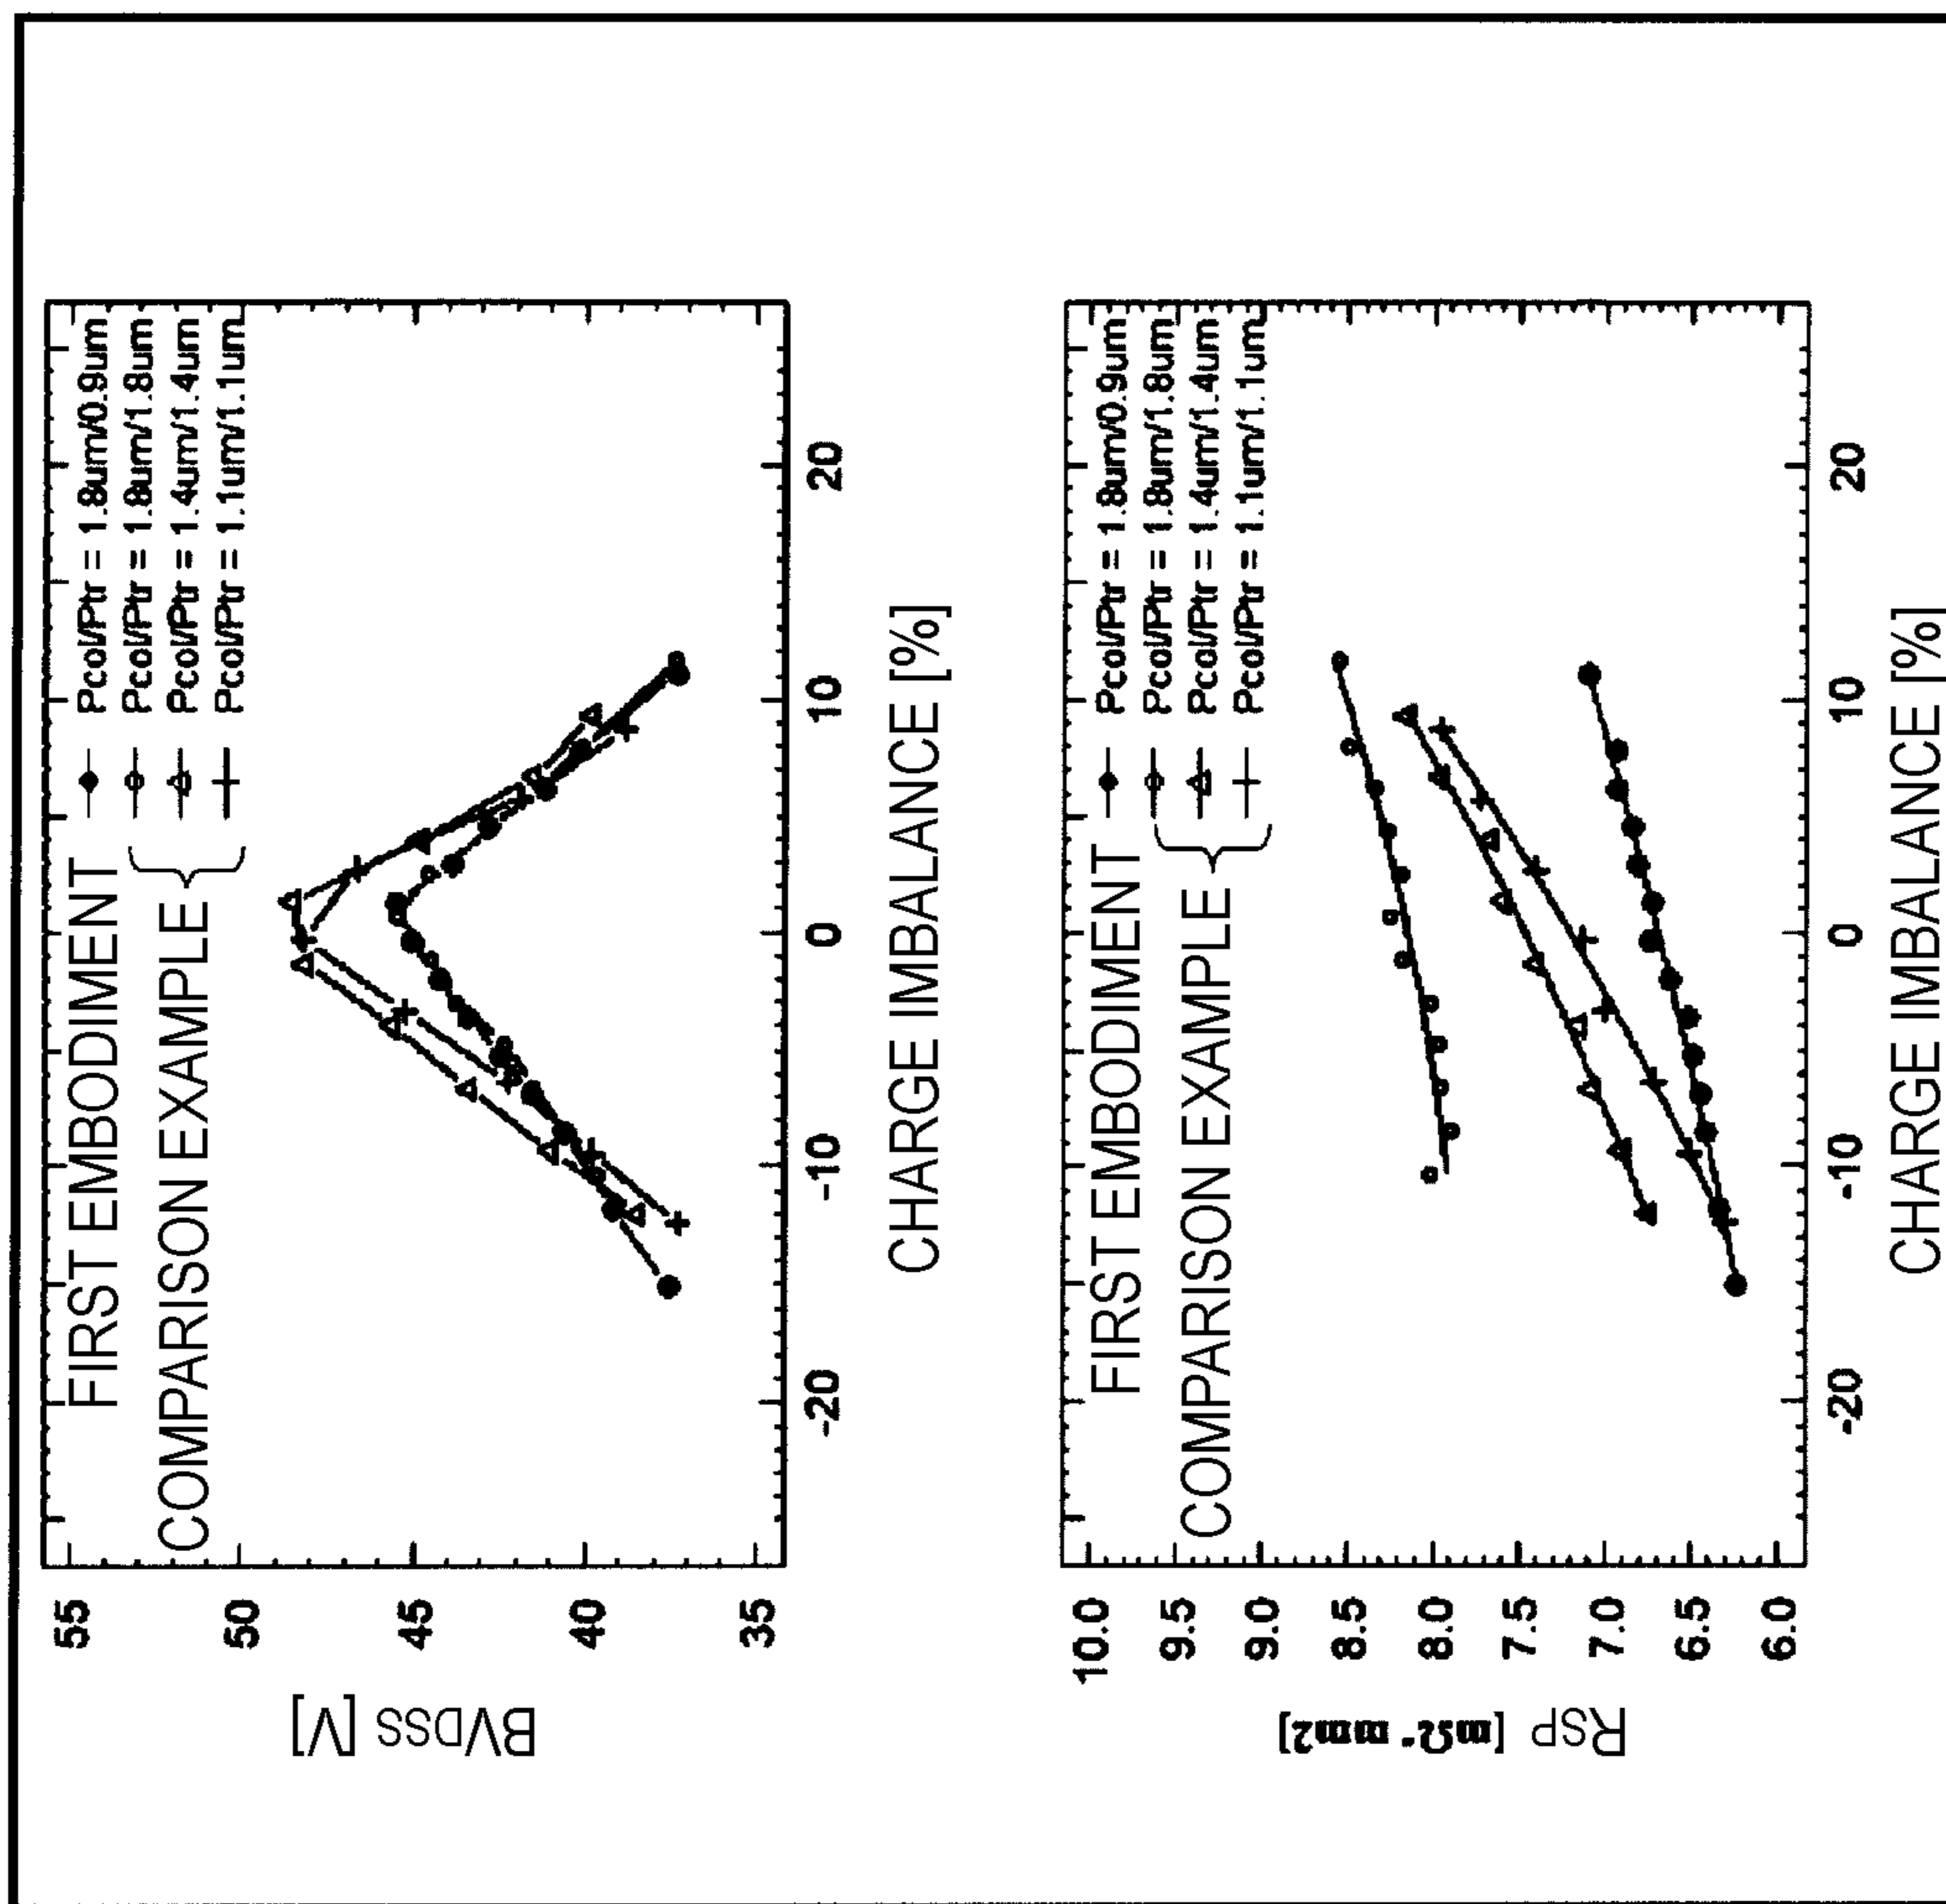 BVDSS [V]
55
50
45
40
35
FIRST EMBODIMENT
COMPARISON EXAMPLE
Pcol/Ptr = 1.8um/0.9um
Pcol/Ptr = 1.8um/1.8um
Pcol/Ptr = 1.4um/1.4um
Pcol/Ptr = 1.1um/1.1um
-20
-10
0
10
20
CHARGE IMBALANCE [%]
RSP [mΩ·mm2]
10.0
9.5
9.0
8.5
8.0
7.5
7.0
6.5
6.0
FIRST EMBODIMENT
COMPARISON EXAMPLE
Pcol/Ptr = 1.8um/0.9um
Pcol/Ptr = 1.8um/1.8um
Pcol/Ptr = 1.4um/1.4um
Pcol/Ptr = 1.1um/1.1um
-20
-10
0
10
20
CHARGE IMBALANCE [%]